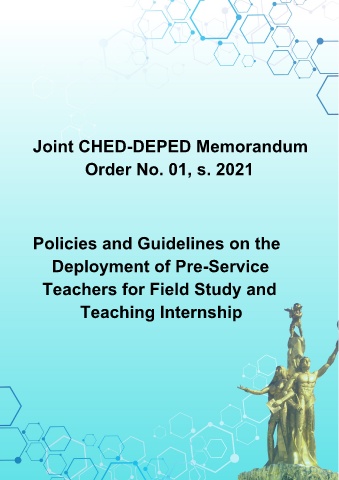 Joint CHED-DEPED Memorandum
Order No. 01, s. 2021
Policies and Guidelines on the
Deployment of Pre-Service
Teachers for Field Study and
Teaching Internship